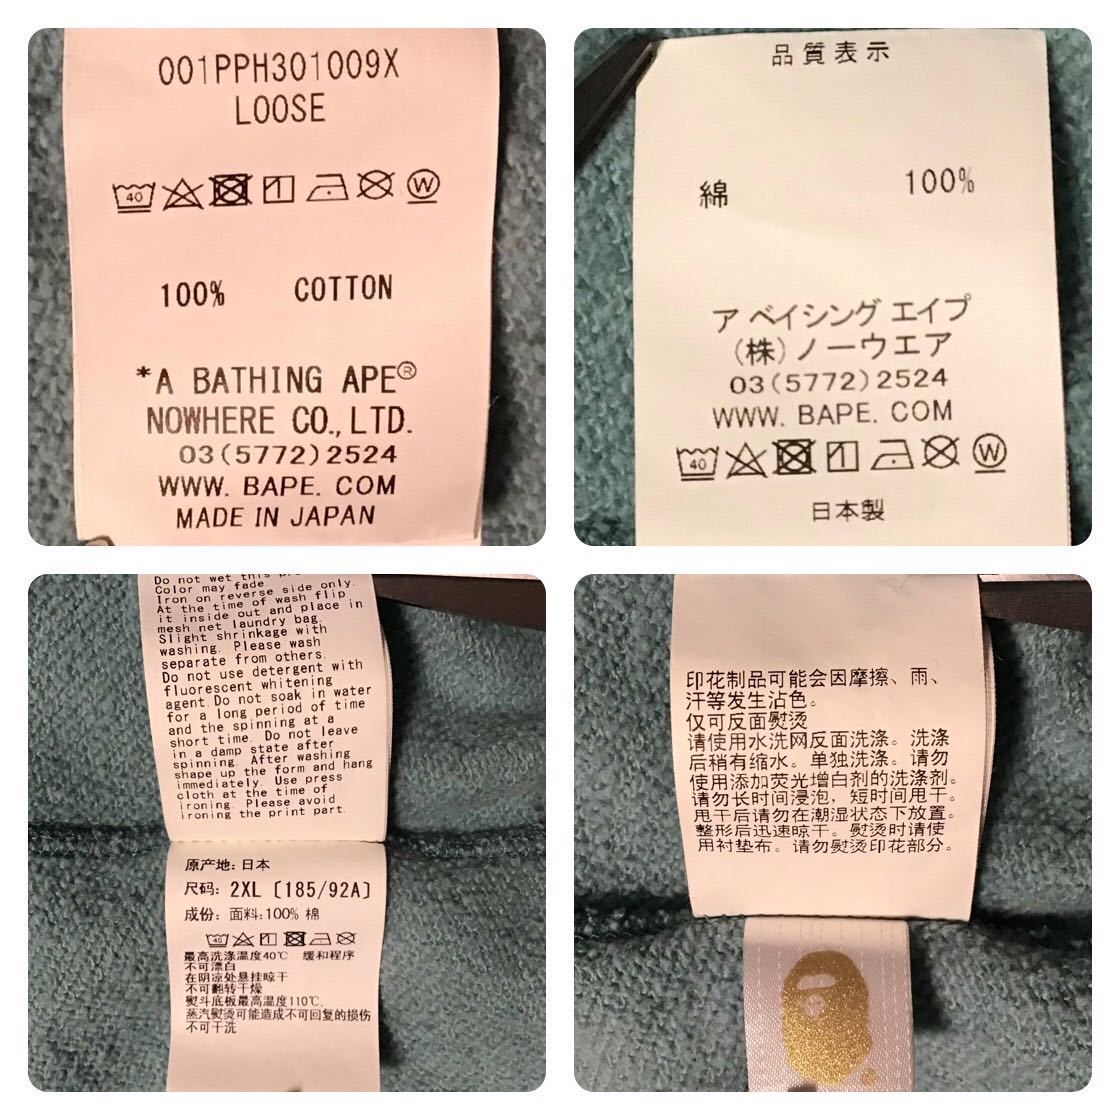 001PPH301009X
LOOSE
40
W
100% COTTON
*A BATHING APE®
NOWHERE CO., LTD.
03(5772)2524
WWW. BAPE. COM
MADE IN JAPAN
品質表示
綿 100%
ア ベイシング エイプ
(株)ノーウエア
03(5772)2524
WWW. BAPE. COM
40
W
日本製
Do not wet this
Color may fade.
Iron on reverse side only.
At the time of wash flip
it inside out and place in
mesh net laundry bag.
Slight shrinkage with
washing. Please wash
separate from others.
Do not use detergent with
fluorescent whitening
agent.Do not soak in water
for a long period of time
and the spinning at a
short time. Do not leave
in a damp state after
spinning. After washing
shape up the form and hang
immediately. Use press
cloth at the time of
ironing. Please avoid
ironing the print part.
原产地:日本
尺码: 2XL [185/92A]
成份: 面料:100% 棉
40
最高洗涤温度40℃ 缓和程序
不可漂白
在阴凉处悬挂晾干
不可翻转干燥
熨斗底板最高温度110℃,
蒸汽熨烫可能造成不可回复的损伤
不可干洗
印花制品可能会因摩擦、雨、
汗等发生沾色。
仅可反面熨烫
请使用水洗网反面洗涤。洗涤
后稍有缩水。单独洗涤。请勿
使用添加荧光增白剂的洗涤剂。
请勿长时间浸泡,短时间甩干。
甩干后请勿在潮湿状态下放置。
整形后迅速晾干。熨烫时请使
用衬垫布。请勿熨烫印花部分。